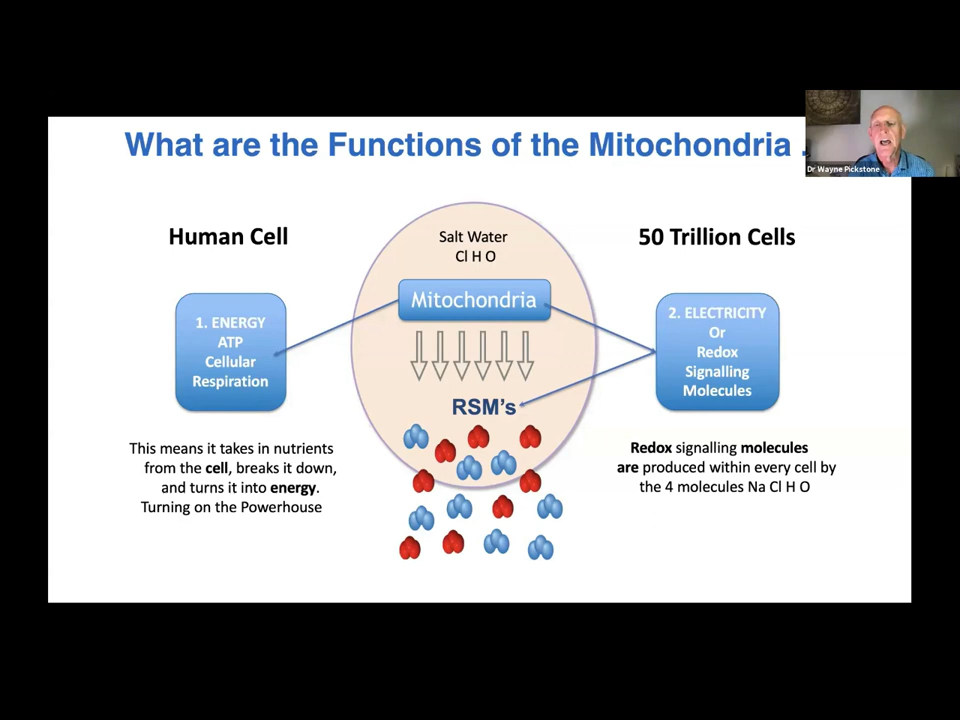 What are the Functions of the Mitochondria
Dr Wayne Pickstone
Human Cell
Salt Water
Cl H O
50 Trillion Cells
Mitochondria
1. ENERGY
ATP
Cellular
Respiration
2. ELECTRICITY
Or
Redox
Signalling
Molecules
RSM's
This means it takes in nutrients
from the cell, breaks it down,
and turns it into energy.
Turning on the Powerhouse
Redox signalling molecules
are produced within every cell by
the 4 molecules Na Cl H O